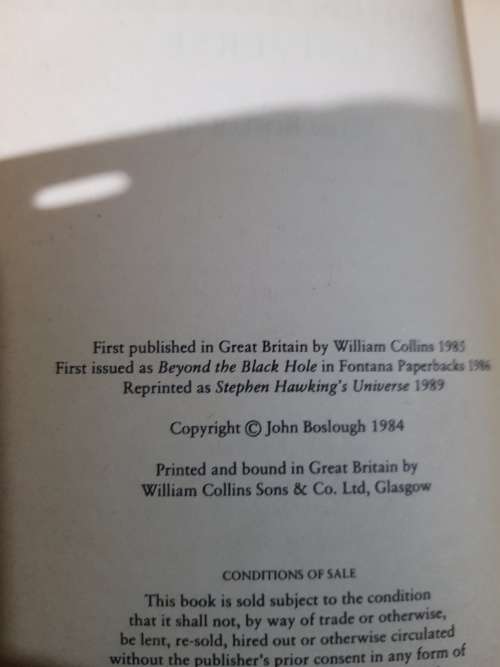 First published in Great Britain by William Collins 1985
First issued as Beyond the Black Hole in Fontana Paperbacks 1986
Reprinted as Stephen Hawking's Universe 1989
Copyright © John Boslough 1984
Printed and bound in Great Britain by
William Collins Sons & Co. Ltd, Glasgow
CONDITIONS OF SALE
This book is sold subject to the condition
that it shall not, by way of trade or otherwise,
be lent, re-sold, hired out or otherwise circulated
without the publisher's prior consent in any form of